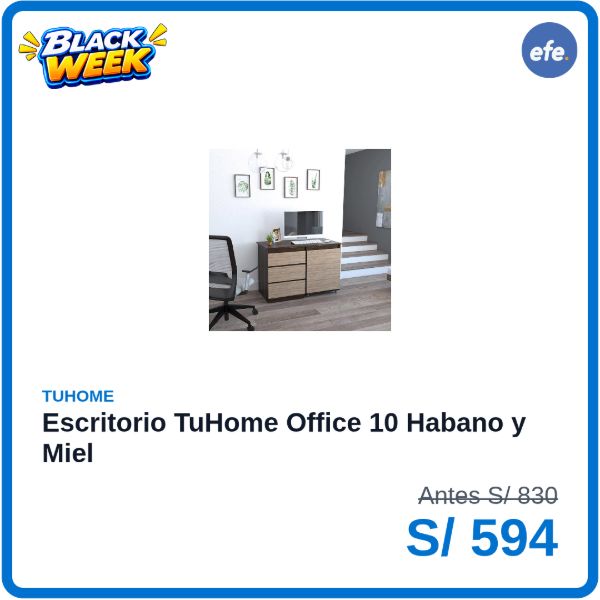 BLACK
WEEK
efe.
TUHOME
Escritorio TuHome Office 10 Habano y
Miel
Antes S/ 830
S/ 594